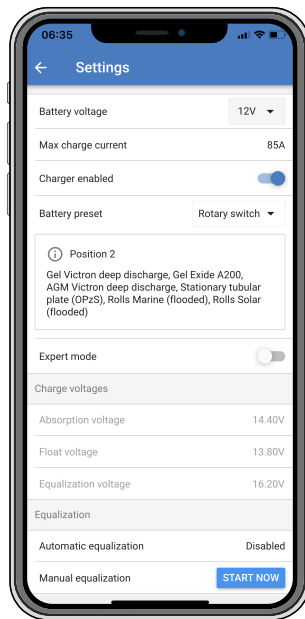 06:35
Settings
Battery voltage 12V
Max charge current 85A
Charger enabled
Battery preset Rotary switch
Position 2
Gel Victron deep discharge, Gel Exide A200,
AGM Victron deep discharge, Stationary tubular
plate (OPzS), Rolls Marine (flooded), Rolls Solar
(flooded)
Expert mode
Charge voltages
Absorption voltage 14.40V
Float voltage 13.80V
Equalization voltage 16.20V
Equalization
Automatic equalization Disabled
Manual equalization START NOW